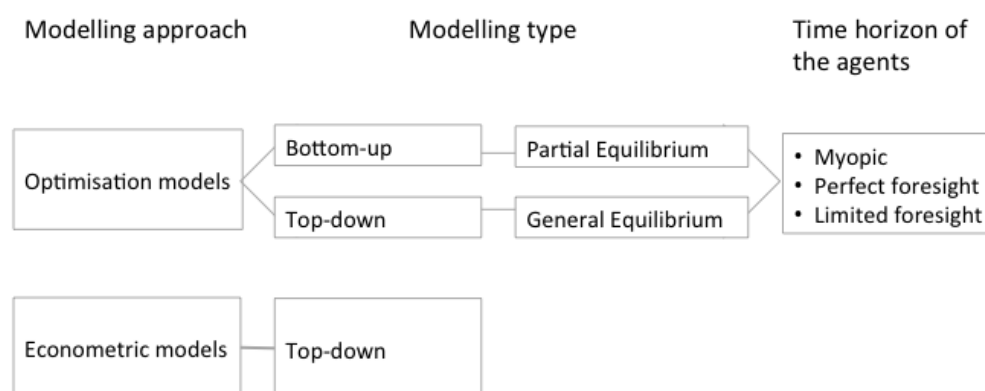 Modelling approach
Modelling type
Time horizon of
the agents
Optimisation models
Bottom-up
Partial Equilibrium
Top-down
General Equilibrium
• Myopic
• Perfect foresight
• Limited foresight
Econometric models
Top-down